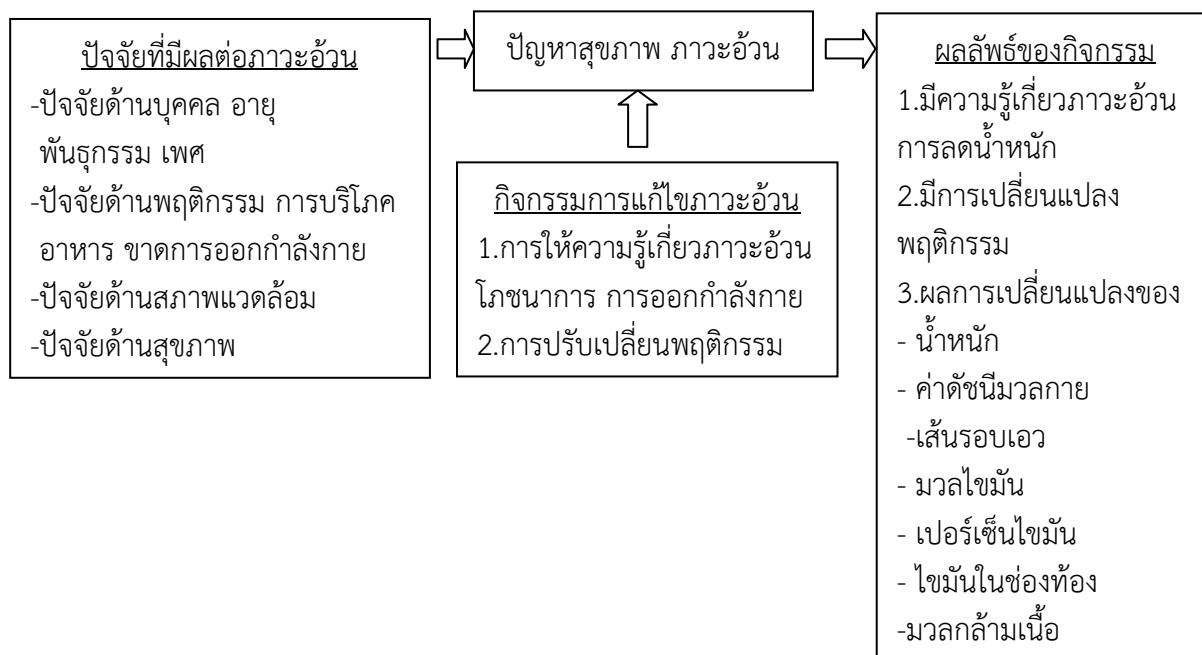 ปัจจัยที่มีผลต่อภาวะอ้วน
-ปัจจัยด้านบุคคล อายุ
พันธุกรรม เพศ
-ปัจจัยด้านพฤติกรรม การบริโภค
อาหาร ขาดการออกกำลังกาย
-ปัจจัยด้านสภาพแวดล้อม
-ปัจจัยด้านสุขภาพ
ปัญหาสุขภาพ ภาวะอ้วน
กิจกรรมการแก้ไขภาวะอ้วน
1.การให้ความรู้เกี่ยวภาวะอ้วน
โภชนาการ การออกกำลังกาย
2.การปรับเปลี่ยนพฤติกรรม
ผลลัพธ์ของกิจกรรม
1.มีความรู้เกี่ยวภาวะอ้วน
การลดน้ำหนัก
2.มีการเปลี่ยนแปลง
พฤติกรรม
3.ผลการเปลี่ยนแปลงของ
- น้ำหนัก
- ค่าดัชนีมวลกาย
-เส้นรอบเอว
- มวลไขมัน
- เปอร์เซ็นไขมัน
- ไขมันในช่องท้อง
-มวลกล้ามเนื้อ